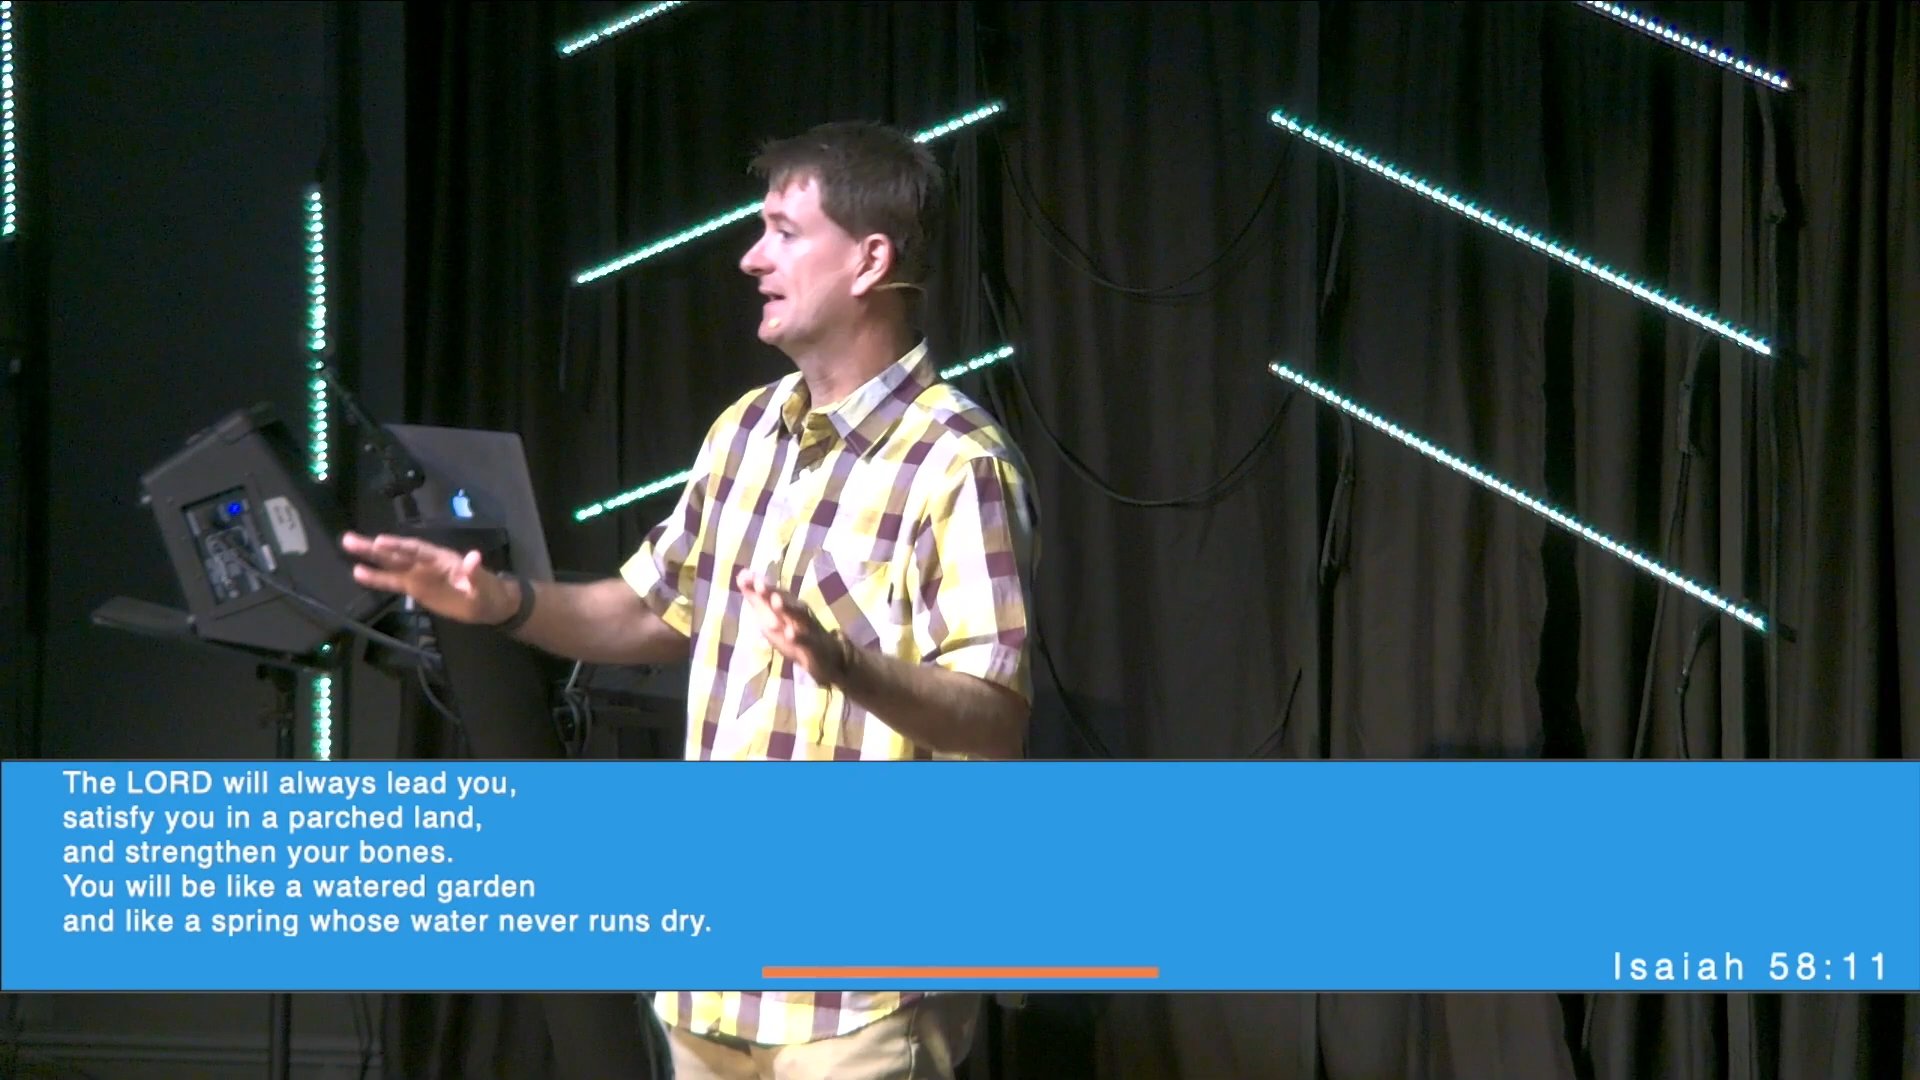 The LORD will always lead you,
satisfy you in a parched land,
and strengthen your bones.
You will be like a watered garden
and like a spring whose water never runs dry.
Isaiah 58:11